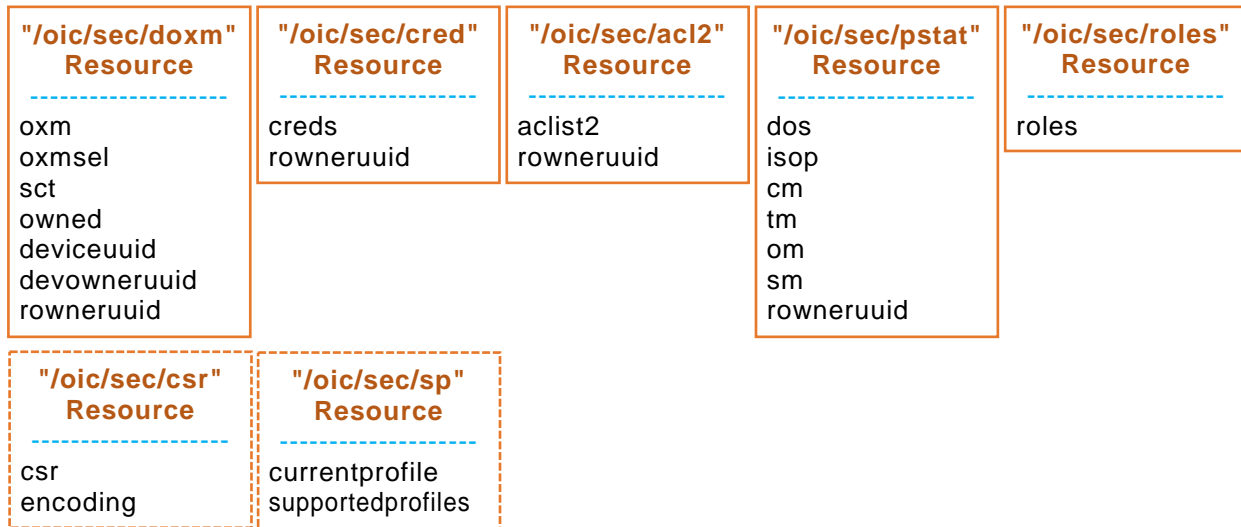 "/oic/sec/doxm"
Resource
oxm
oxmsel
sct
owned
deviceuuid
devowneruuid
rowneruuid
"/oic/sec/cred"
Resource
creds
rowneruuid
"/oic/sec/acl2"
Resource
aclist2
rowneruuid
"/oic/sec/pstat"
Resource
dos
isop
cm
tm
om
sm
rowneruuid
"/oic/sec/roles"
Resource
roles
"/oic/sec/csr"
Resource
csr
encoding
"/oic/sec/sp"
Resource
currentprofile
supportedprofiles